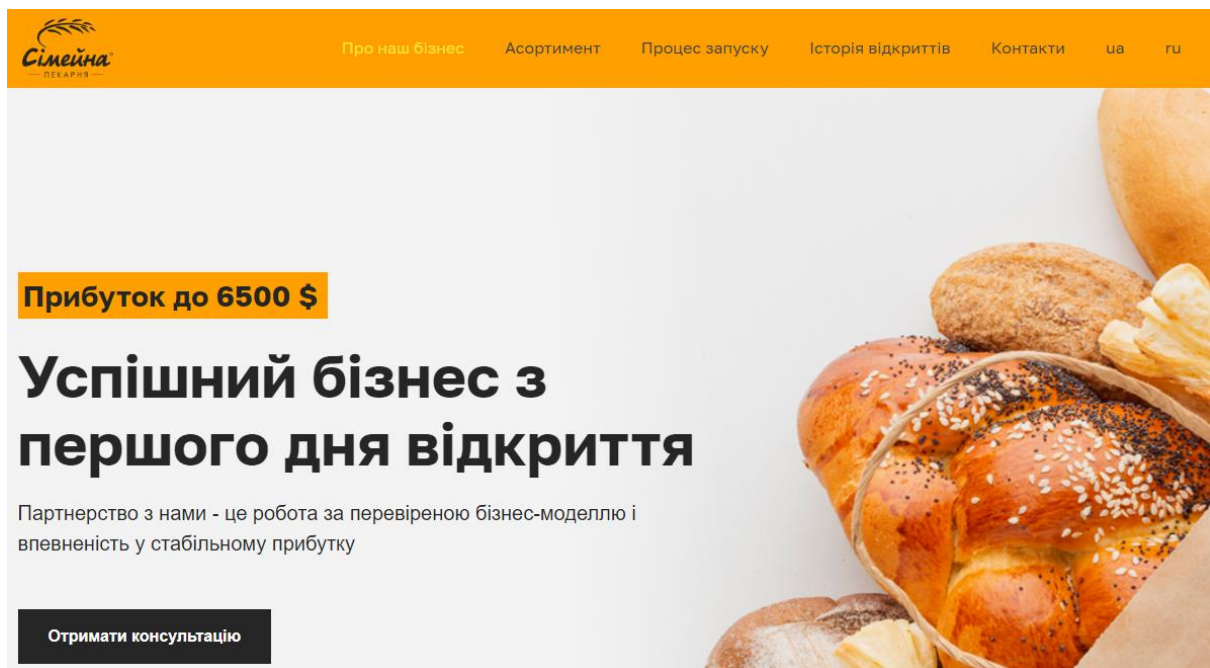 Сімейна
ПЕКАРНЯ
Про наш бізнес Асортимент Процес запуску Історія відкриттів Контакти ua ru
Прибуток до 6500 $
Успішний бізнес з
першого дня відкриття
Партнерство з нами - це робота за перевіреною бізнес-моделлю і
впевненість у стабільному прибутку
Отримати консультацію